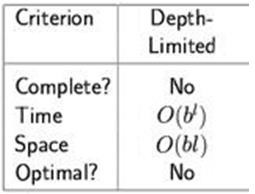 Criterion Depth-
Limited
Complete? No
Time O(b^l)
Space O(bl)
Optimal? No